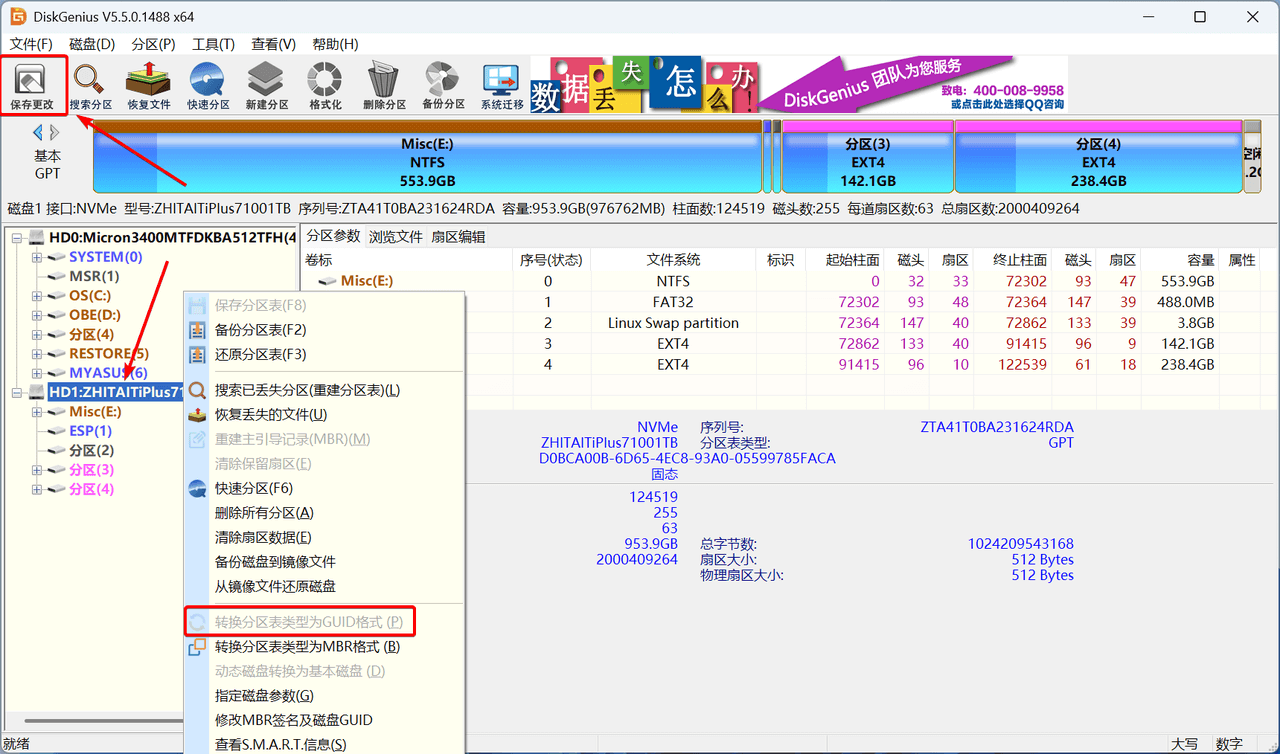 DiskGenius V5.5.0.1488 x64
文件(F) 磁盘(D) 分区(P) 工具(T) 查看(V) 帮助(H)
保存更改 搜索分区 恢复文件 快速分区 新建分区 格式化 删除分区 备份分区 系统迁移
数据丢失怎么办!
DiskGenius 团队为您服务
致电: 400-008-9958
或点击此处选择QQ咨询
基本
GPT
Misc(E:)
NTFS
553.9GB
分区(3)
EXT4
142.1GB
分区(4)
EXT4
238.4GB
磁盘1 接口:NVMe 型号:ZHITAITiPlus71001TB 序列号:ZTA41T0BA231624RDA 容量:953.9GB(976762MB) 柱面数:124519 磁头数:255 每道扇区数:63 总扇区数:2000409264
HD0:Micron3400MTFDKBA512TFH(4
SYSTEM(0)
MSR(1)
OS(C:)
OBE(D:)
分区(4)
RESTORE(5)
MYASUS(6)
HD1:ZHITAITiPlus71
Misc(E:)
ESP(1)
分区(2)
分区(3)
分区(4)
保存分区表(F8)
备份分区表(F2)
还原分区表(F3)
搜索已丢失分区(重建分区表)(L)
恢复丢失的文件(U)
重建主引导记录(MBR)(M)
清除保留扇区(E)
快速分区(F6)
删除所有分区(A)
清除扇区数据(E)
备份磁盘到镜像文件
从镜像文件还原磁盘
转换分区表类型为GUID格式 (P)
转换分区表类型为MBR格式 (B)
动态磁盘转换为基本磁盘 (D)
指定磁盘参数(G)
修改MBR签名及磁盘GUID
查看S.M.A.R.T.信息(S)
分区参数 浏览文件 扇区编辑
卷标 序号(状态) 文件系统 标识 起始柱面 磁头 扇区 终止柱面 磁头 扇区 容量 属性
Misc(E:) 0 NTFS 0 32 33 72302 93 47 553.9GB
1 FAT32 72302 93 48 72364 147 39 488.0MB
2 Linux Swap partition 72364 147 40 72862 133 39 3.8GB
3 EXT4 72862 133 40 91415 96 9 142.1GB
4 EXT4 91415 96 10 122539 61 18 238.4GB
NVMe 序列号: ZTA41T0BA231624RDA
ZHITAITiPlus71001TB 分区表类型: GPT
D0BCA00B-6D65-4EC8-93A0-05599785FACA
固态
124519
255
63
953.9GB 总字节数: 1024209543168
2000409264 扇区大小: 512 Bytes
物理扇区大小: 512 Bytes
就绪 大写 数字